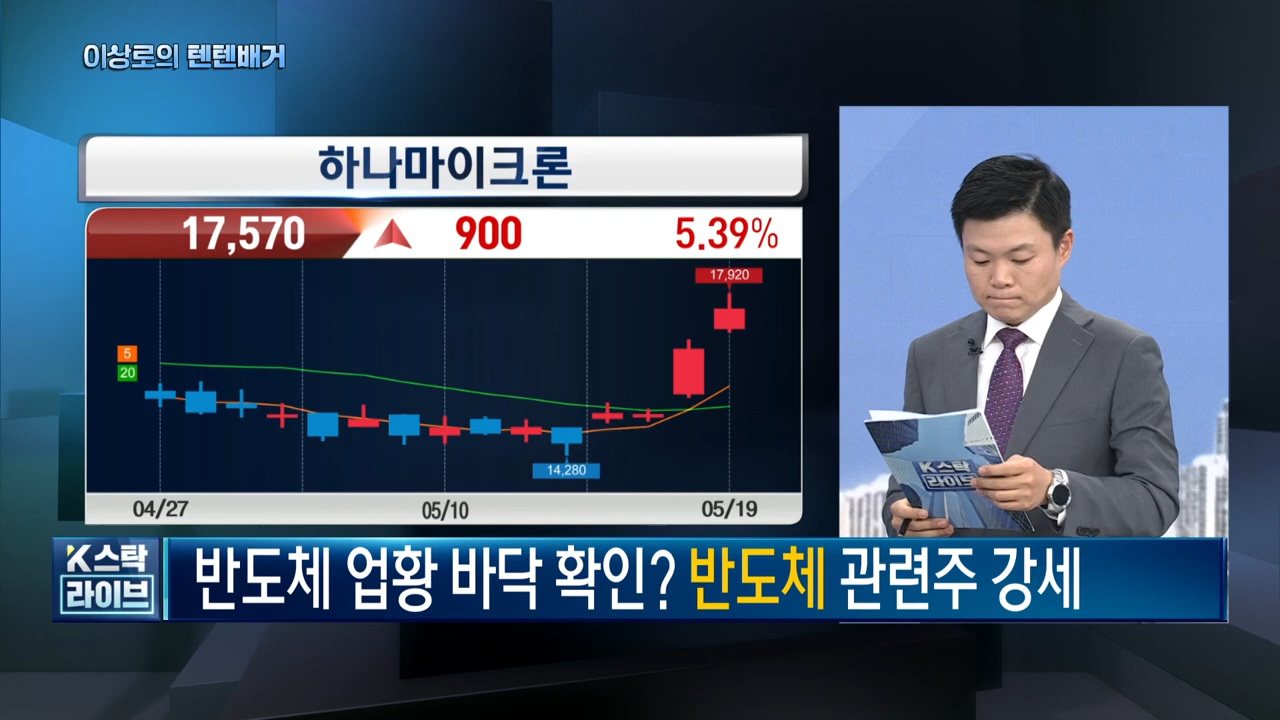 이상로의 텐텐배거
하나마이크론
17,570 900 5.39%
17,920
5
20
14,280
04/27 05/10 05/19
K스탁
라이브
K스탁
라이브
반도체 업황 바닥 확인? 반도체 관련주 강세